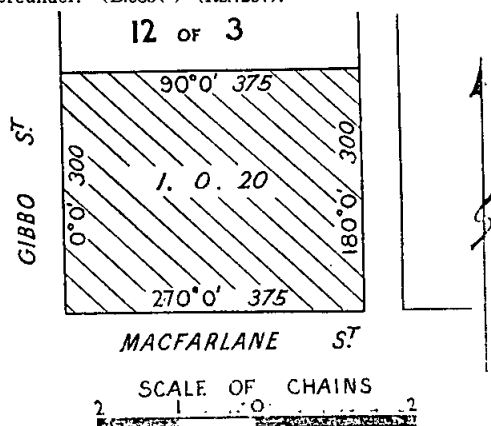 12 OF 3
90°0' 375
GIBBO ST
0°0' 300
1. 0. 20
180°0' 300
270°0' 375
MACFARLANE ST
SCALE OF CHAINS
2 1 0 2